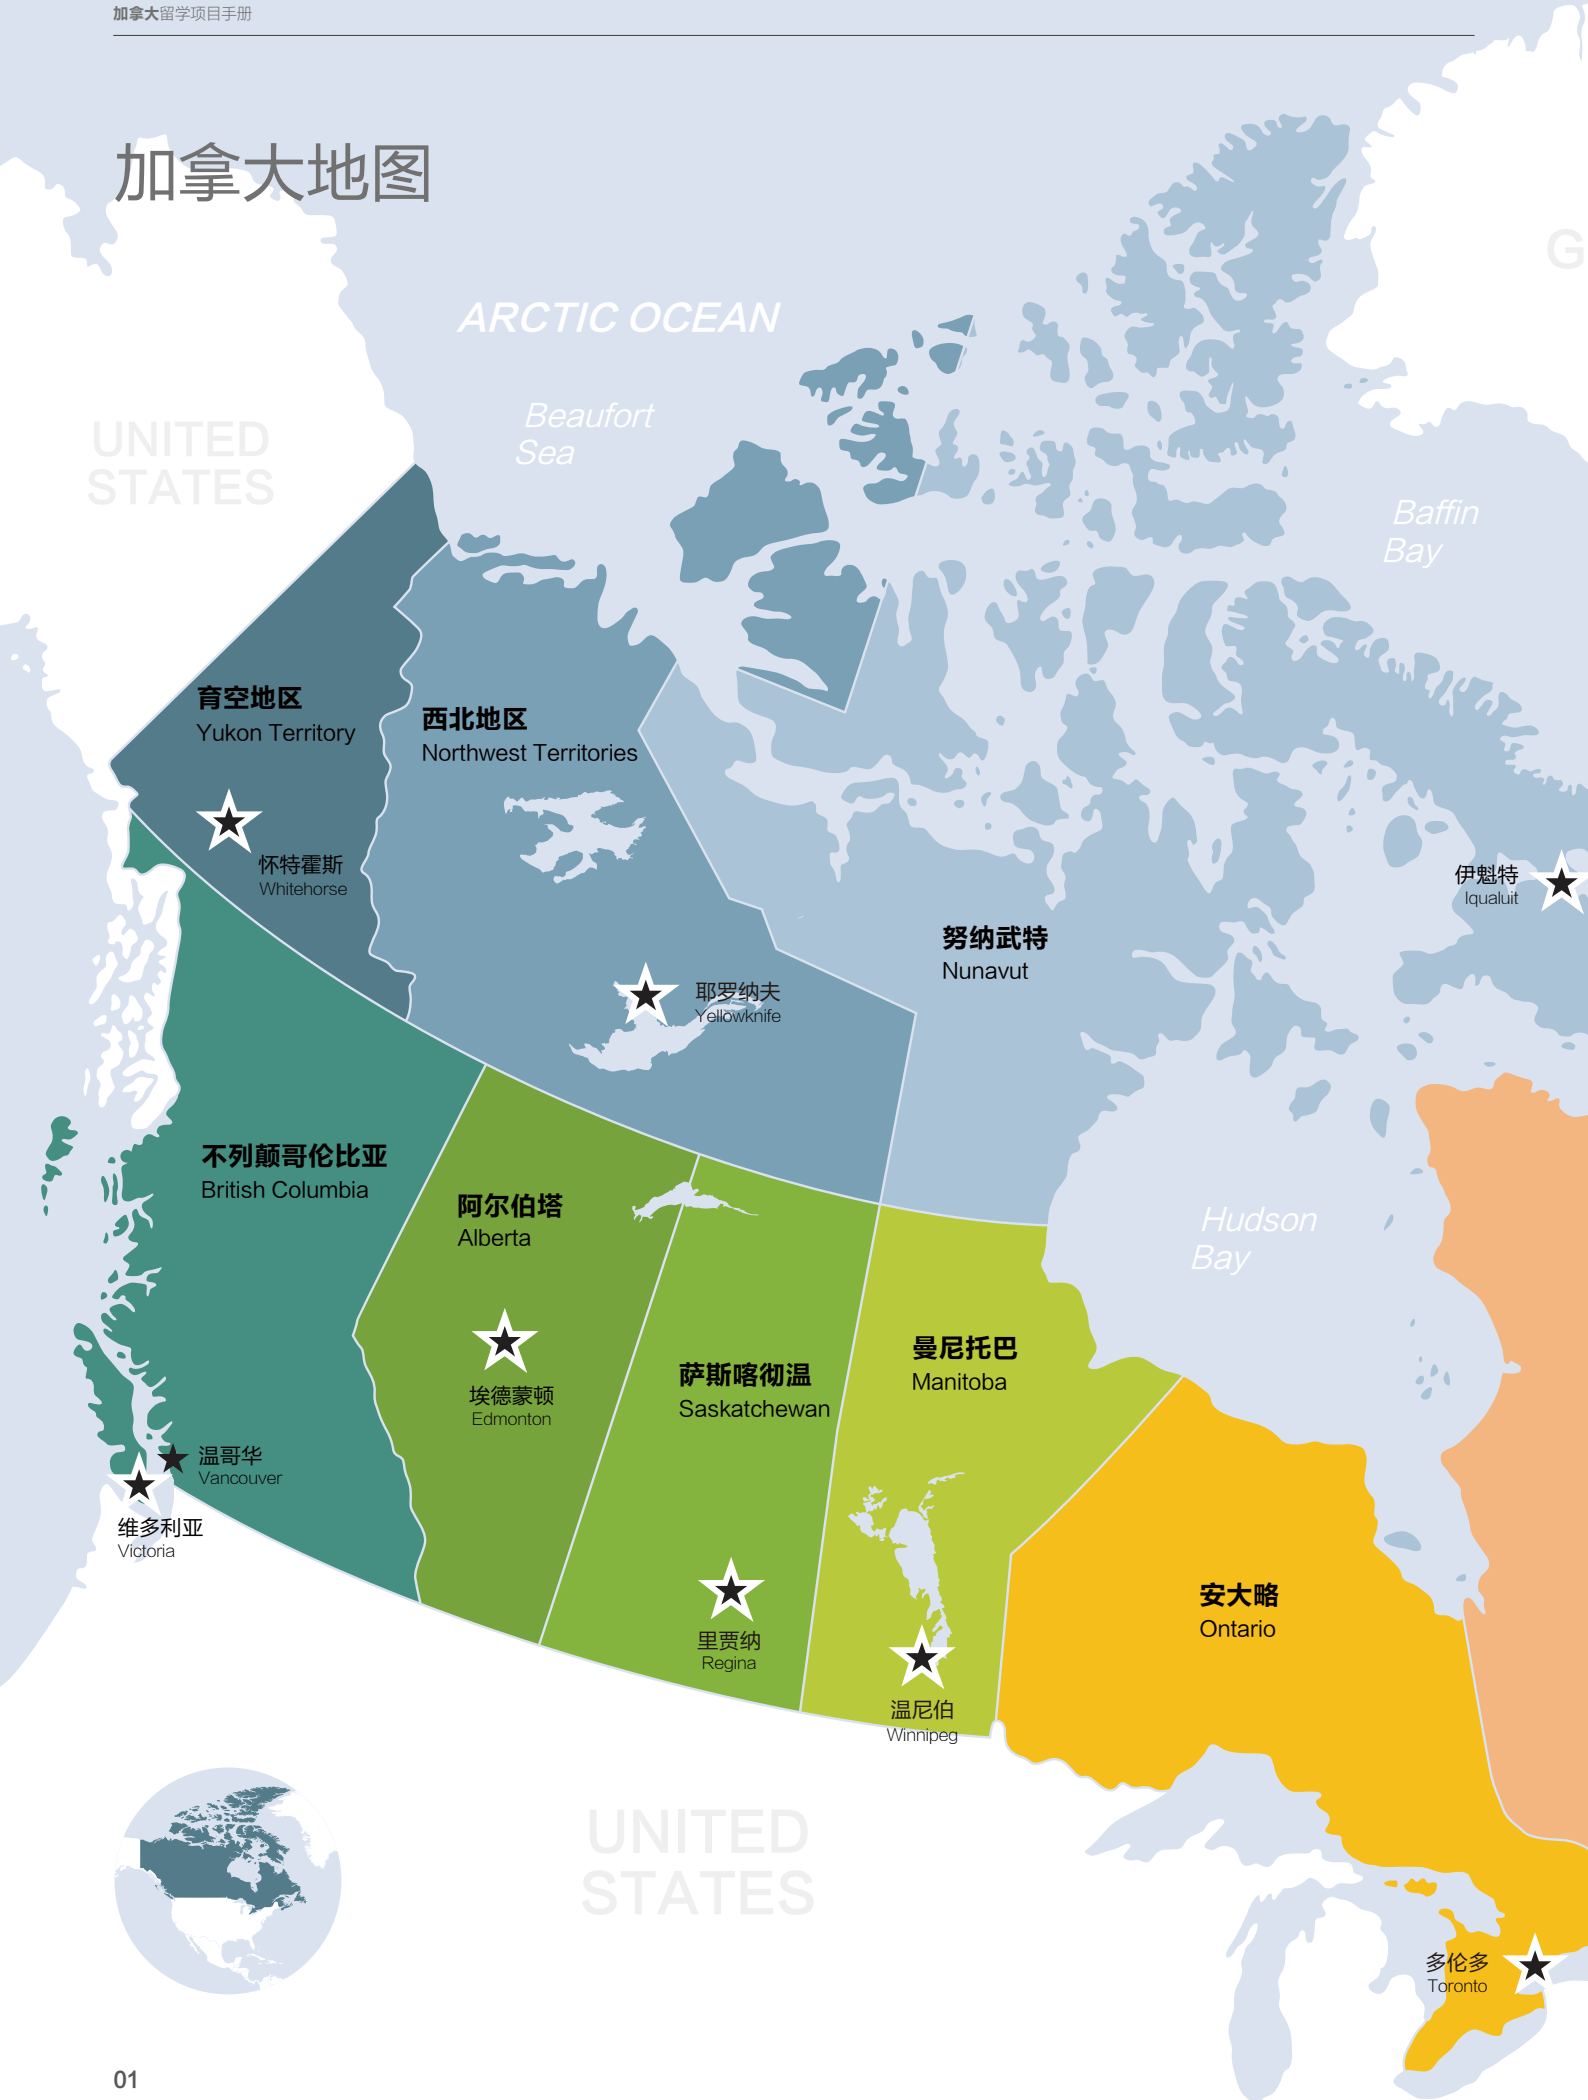 加拿大留学项目手册
加拿大地图
G
ARCTIC OCEAN
Beaufort
Sea
UNITED
STATES
Baffin
Bay
育空地区
Yukon Territory
西北地区
Northwest Territories
怀特霍斯
Whitehorse
伊魁特
Iqualuit
努纳武特
Nunavut
耶罗纳夫
Yellowknife
不列颠哥伦比亚
British Columbia
阿尔伯塔
Alberta
Hudson
Bay
曼尼托巴
Manitoba
萨斯喀彻温
Saskatchewan
埃德蒙顿
Edmonton
温哥华
Vancouver
维多利亚
Victoria
安大略
Ontario
里贾纳
Regina
温尼伯
Winnipeg
UNITED
STATES
多伦多
Toronto
01